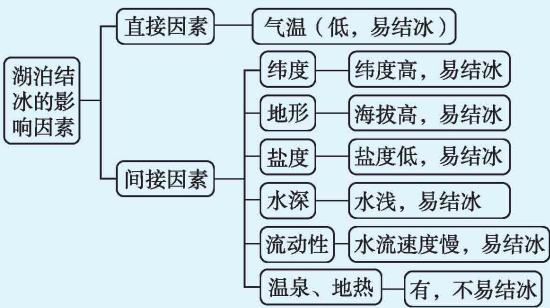 湖泊结
冰的影
响因素
直接因素
气温（低，易结冰）
间接因素
纬度
纬度高，易结冰
地形
海拔高，易结冰
盐度
盐度低，易结冰
水深
水浅，易结冰
流动性
水流速度慢，易结冰
温泉、地热
有，不易结冰